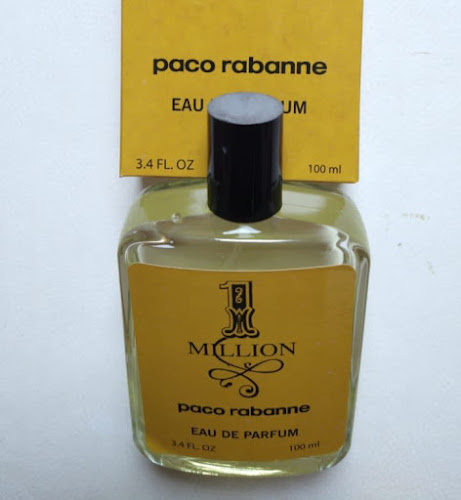 paco rabanne
EAU UM
3.4 FL. OZ 100 ml
1
MILLION
paco rabanne
EAU DE PARFUM
3.4 FL. OZ 100 ml